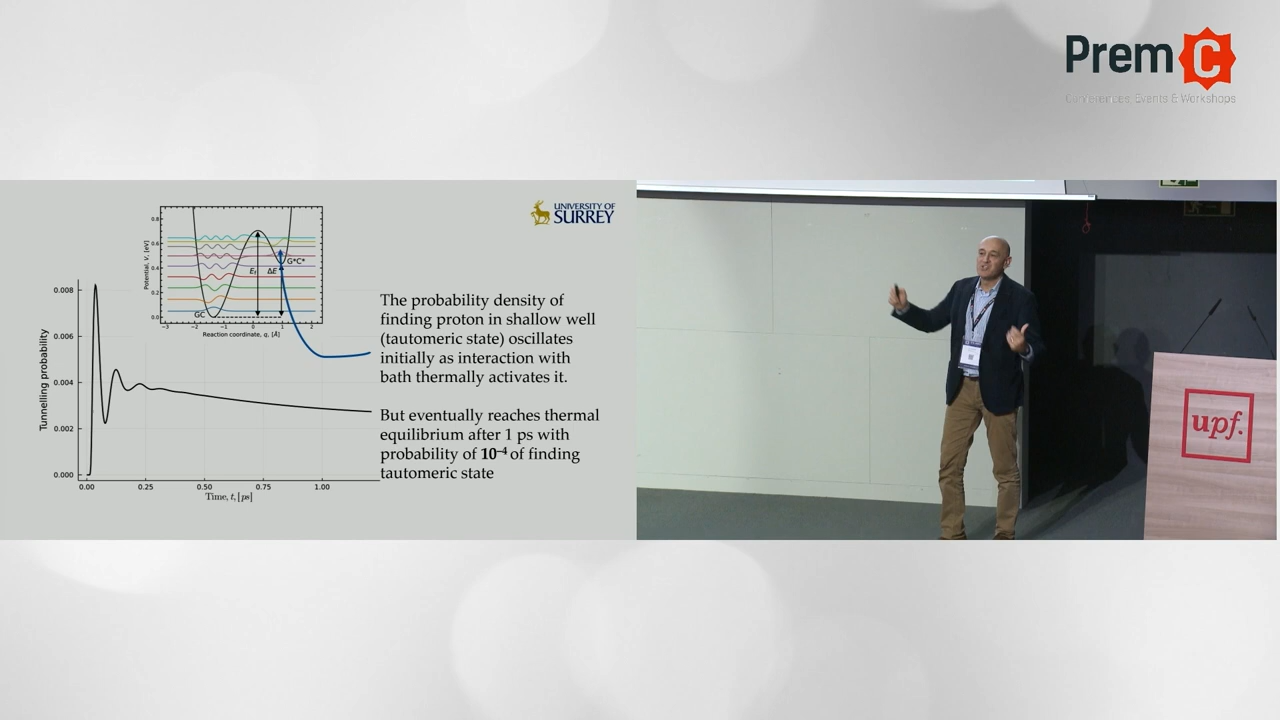 Prem C
Conferences, Events & Workshops
UNIVERSITY OF
SURREY
Potential, V, [eV]
0.8
0.6
0.4
0.2
0.0
E₀
ΔE
G*C*
GC
−3
−2
−1
0
1
2
Reaction coordinate, q, [Å]
Tunnelling probability
0.008
0.006
0.004
0.002
0.000
0.00
0.25
0.50
0.75
1.00
Time, t, [ps]
The probability density of
finding proton in shallow well
(tautomeric state) oscillates
initially as interaction with
bath thermally activates it.
But eventually reaches thermal
equilibrium after 1 ps with
probability of 10⁻⁴ of finding
tautomeric state
upf.